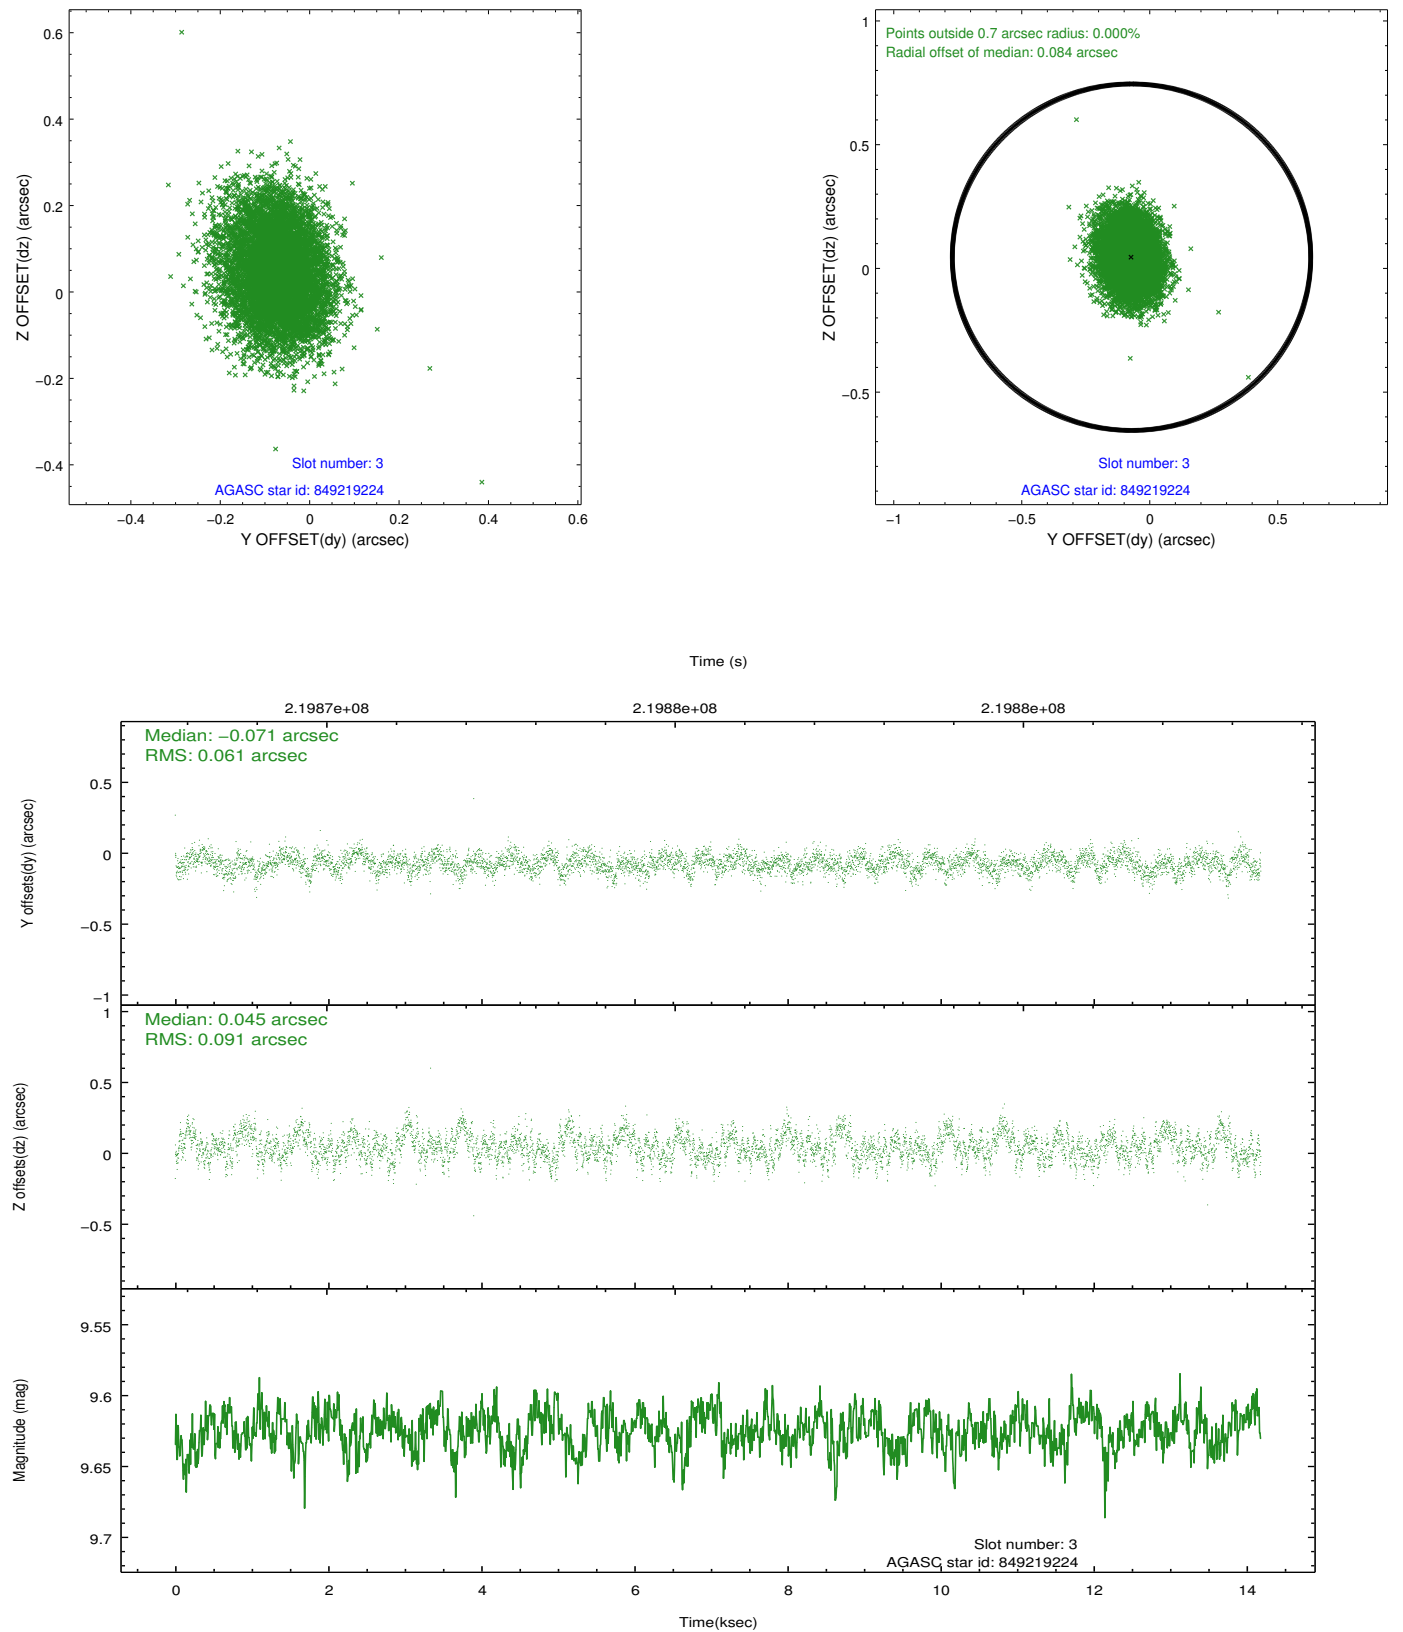 0.6
0.4
0.2
0
−0.2
−0.4
Z OFFSET(dz) (arcsec)
Slot number: 3
AGASC star id: 849219224
−0.4 −0.2 0 0.2 0.4 0.6
Y OFFSET(dy) (arcsec)
Points outside 0.7 arcsec radius: 0.000%
Radial offset of median: 0.084 arcsec
1
0.5
0
−0.5
Z OFFSET(dz) (arcsec)
Slot number: 3
AGASC star id: 849219224
−1 −0.5 0 0.5
Y OFFSET(dy) (arcsec)
Time (s)
2.1987e+08 2.1988e+08 2.1988e+08
Median: −0.071 arcsec
RMS: 0.061 arcsec
0.5
0
−0.5
−1
Y offsets(dy) (arcsec)
Median: 0.045 arcsec
RMS: 0.091 arcsec
1
0.5
0
−0.5
Z offsets(dz) (arcsec)
9.55
9.6
9.65
9.7
Magnitude (mag)
Slot number: 3
AGASC star id: 849219224
0 2 4 6 8 10 12 14
Time(ksec)